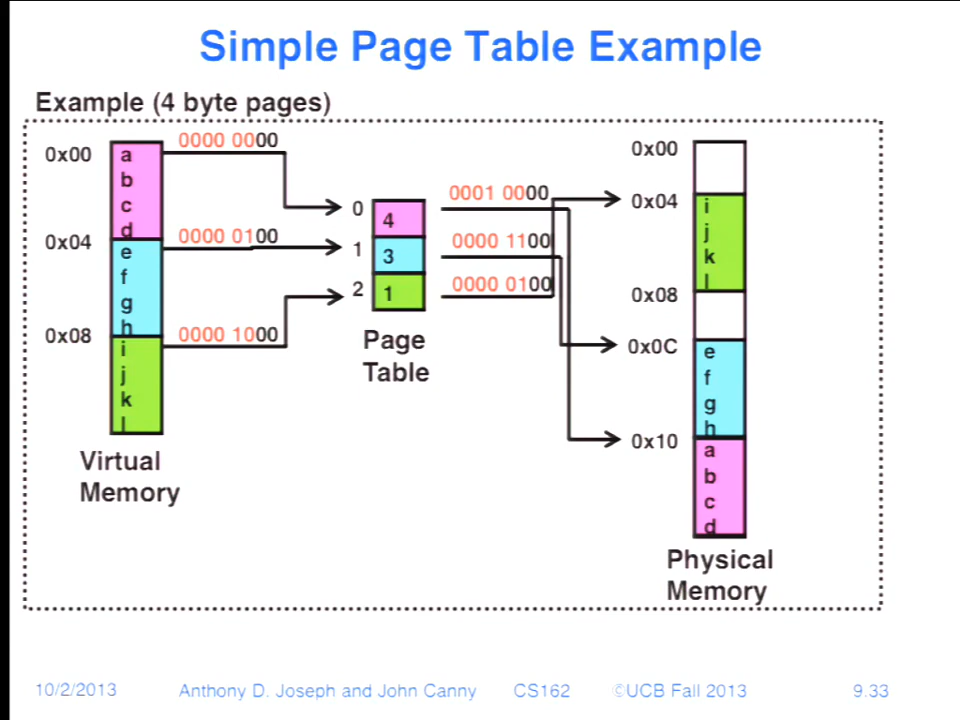 Simple Page Table Example
Example (4 byte pages)
0x00
a
b
c
d
0x04
e
f
g
h
0x08
i
j
k
l
Virtual
Memory
0000 0000
0000 0100
0000 1000
0
1
2
4
3
1
Page
Table
0001 0000
0000 1100
0000 0100
0x00
0x04
i
j
k
l
0x08
0x0C
e
f
g
h
0x10
a
b
c
d
Physical
Memory
10/2/2013 Anthony D. Joseph and John Canny CS162 ©UCB Fall 2013 9.33